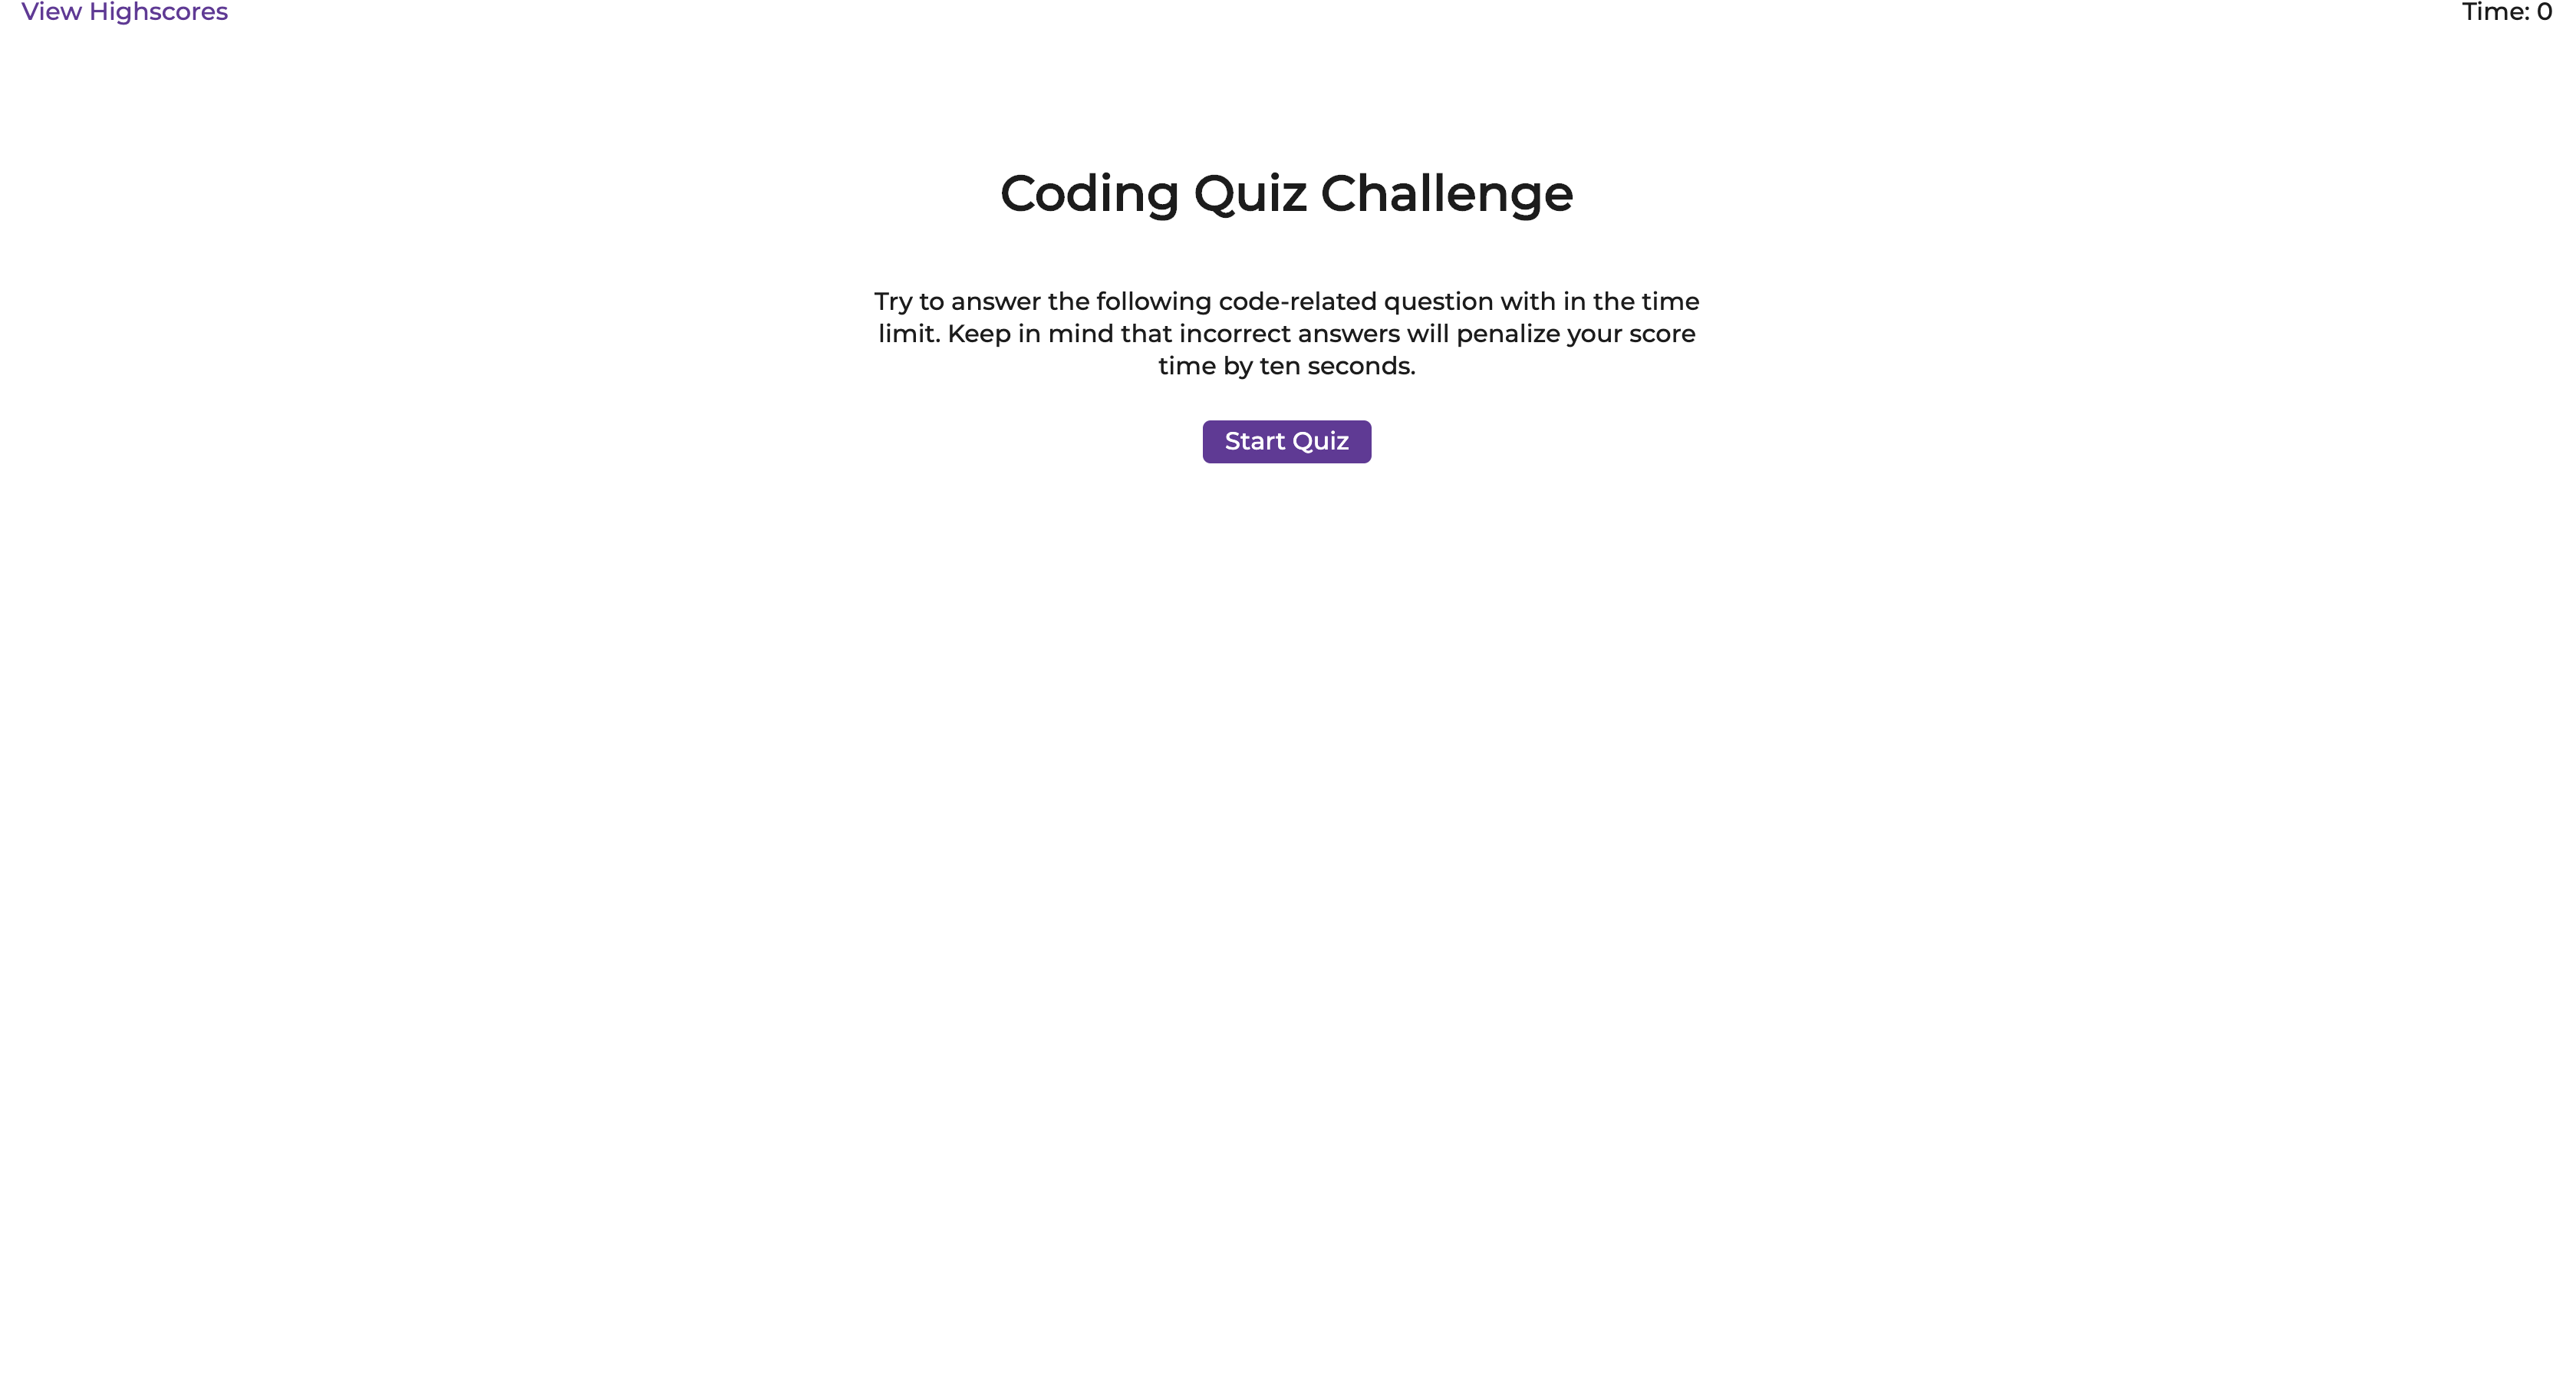 View Highscores
Time: 0
Coding Quiz Challenge
Try to answer the following code-related question with in the time
limit. Keep in mind that incorrect answers will penalize your score
time by ten seconds.
Start Quiz